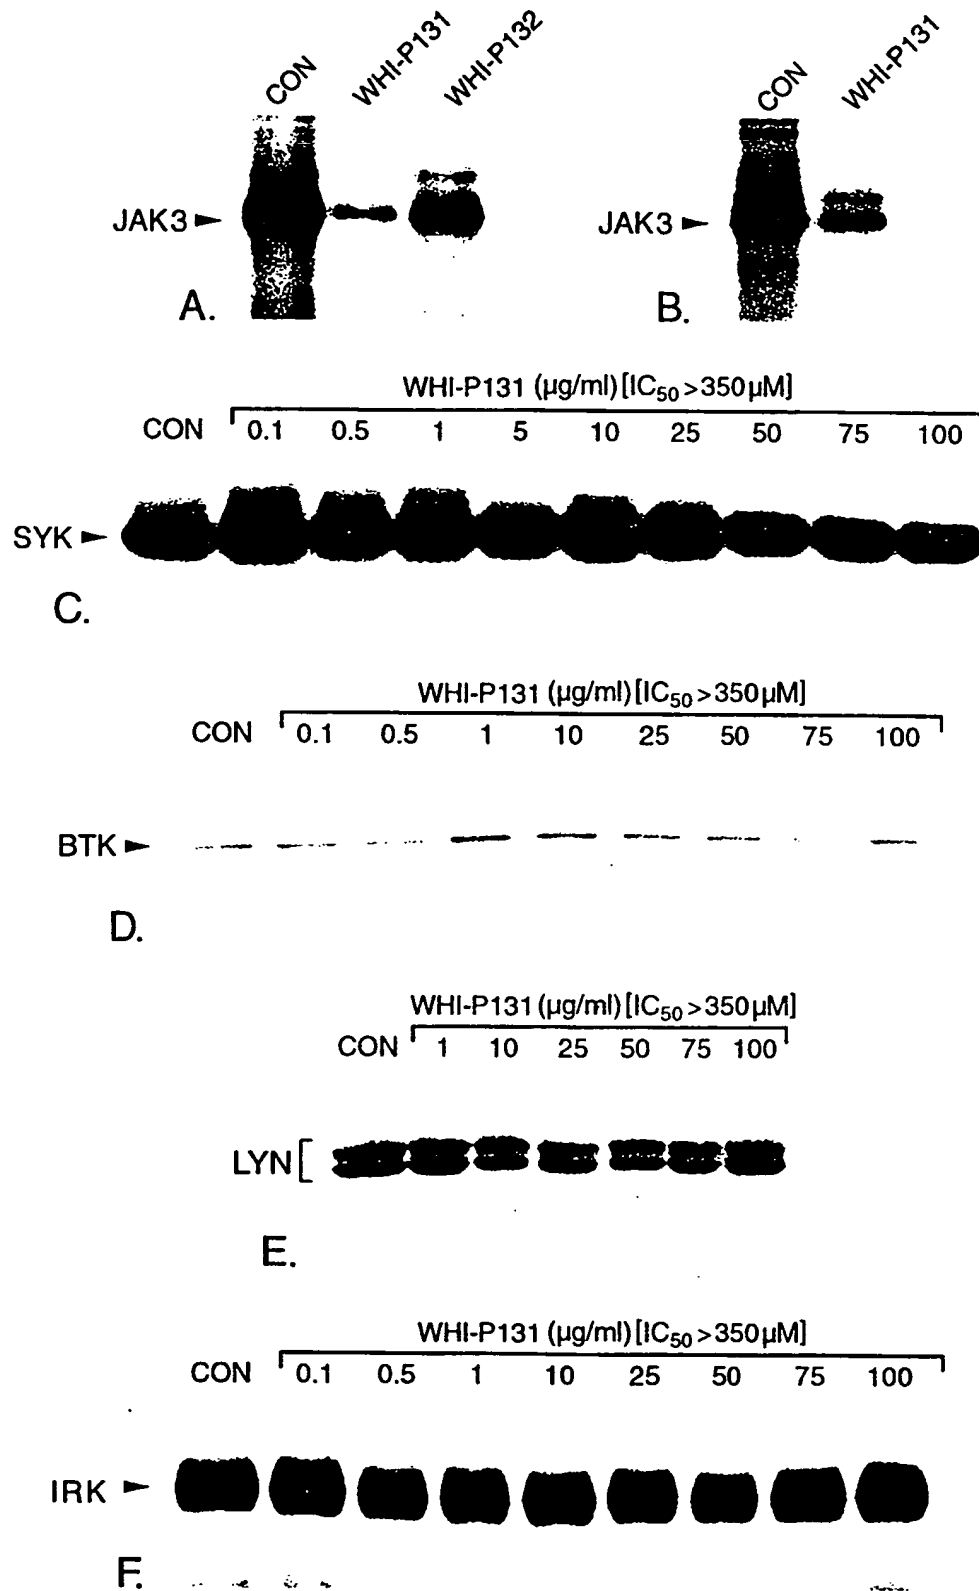 CON WHI-P131 WHI-P132
CON WHI-P131
JAK3
JAK3
A.
B.
WHI-P131 (µg/ml) [IC50 >350µM]
CON 0.1 0.5 1 5 10 25 50 75 100
SYK
C.
WHI-P131 (µg/ml) [IC50 >350µM]
CON 0.1 0.5 1 10 25 50 75 100
BTK
D.
WHI-P131 (µg/ml) [IC50 >350µM]
CON 1 10 25 50 75 100
LYN
E.
WHI-P131 (µg/ml) [IC50 >350µM]
CON 0.1 0.5 1 10 25 50 75 100
IRK
F.